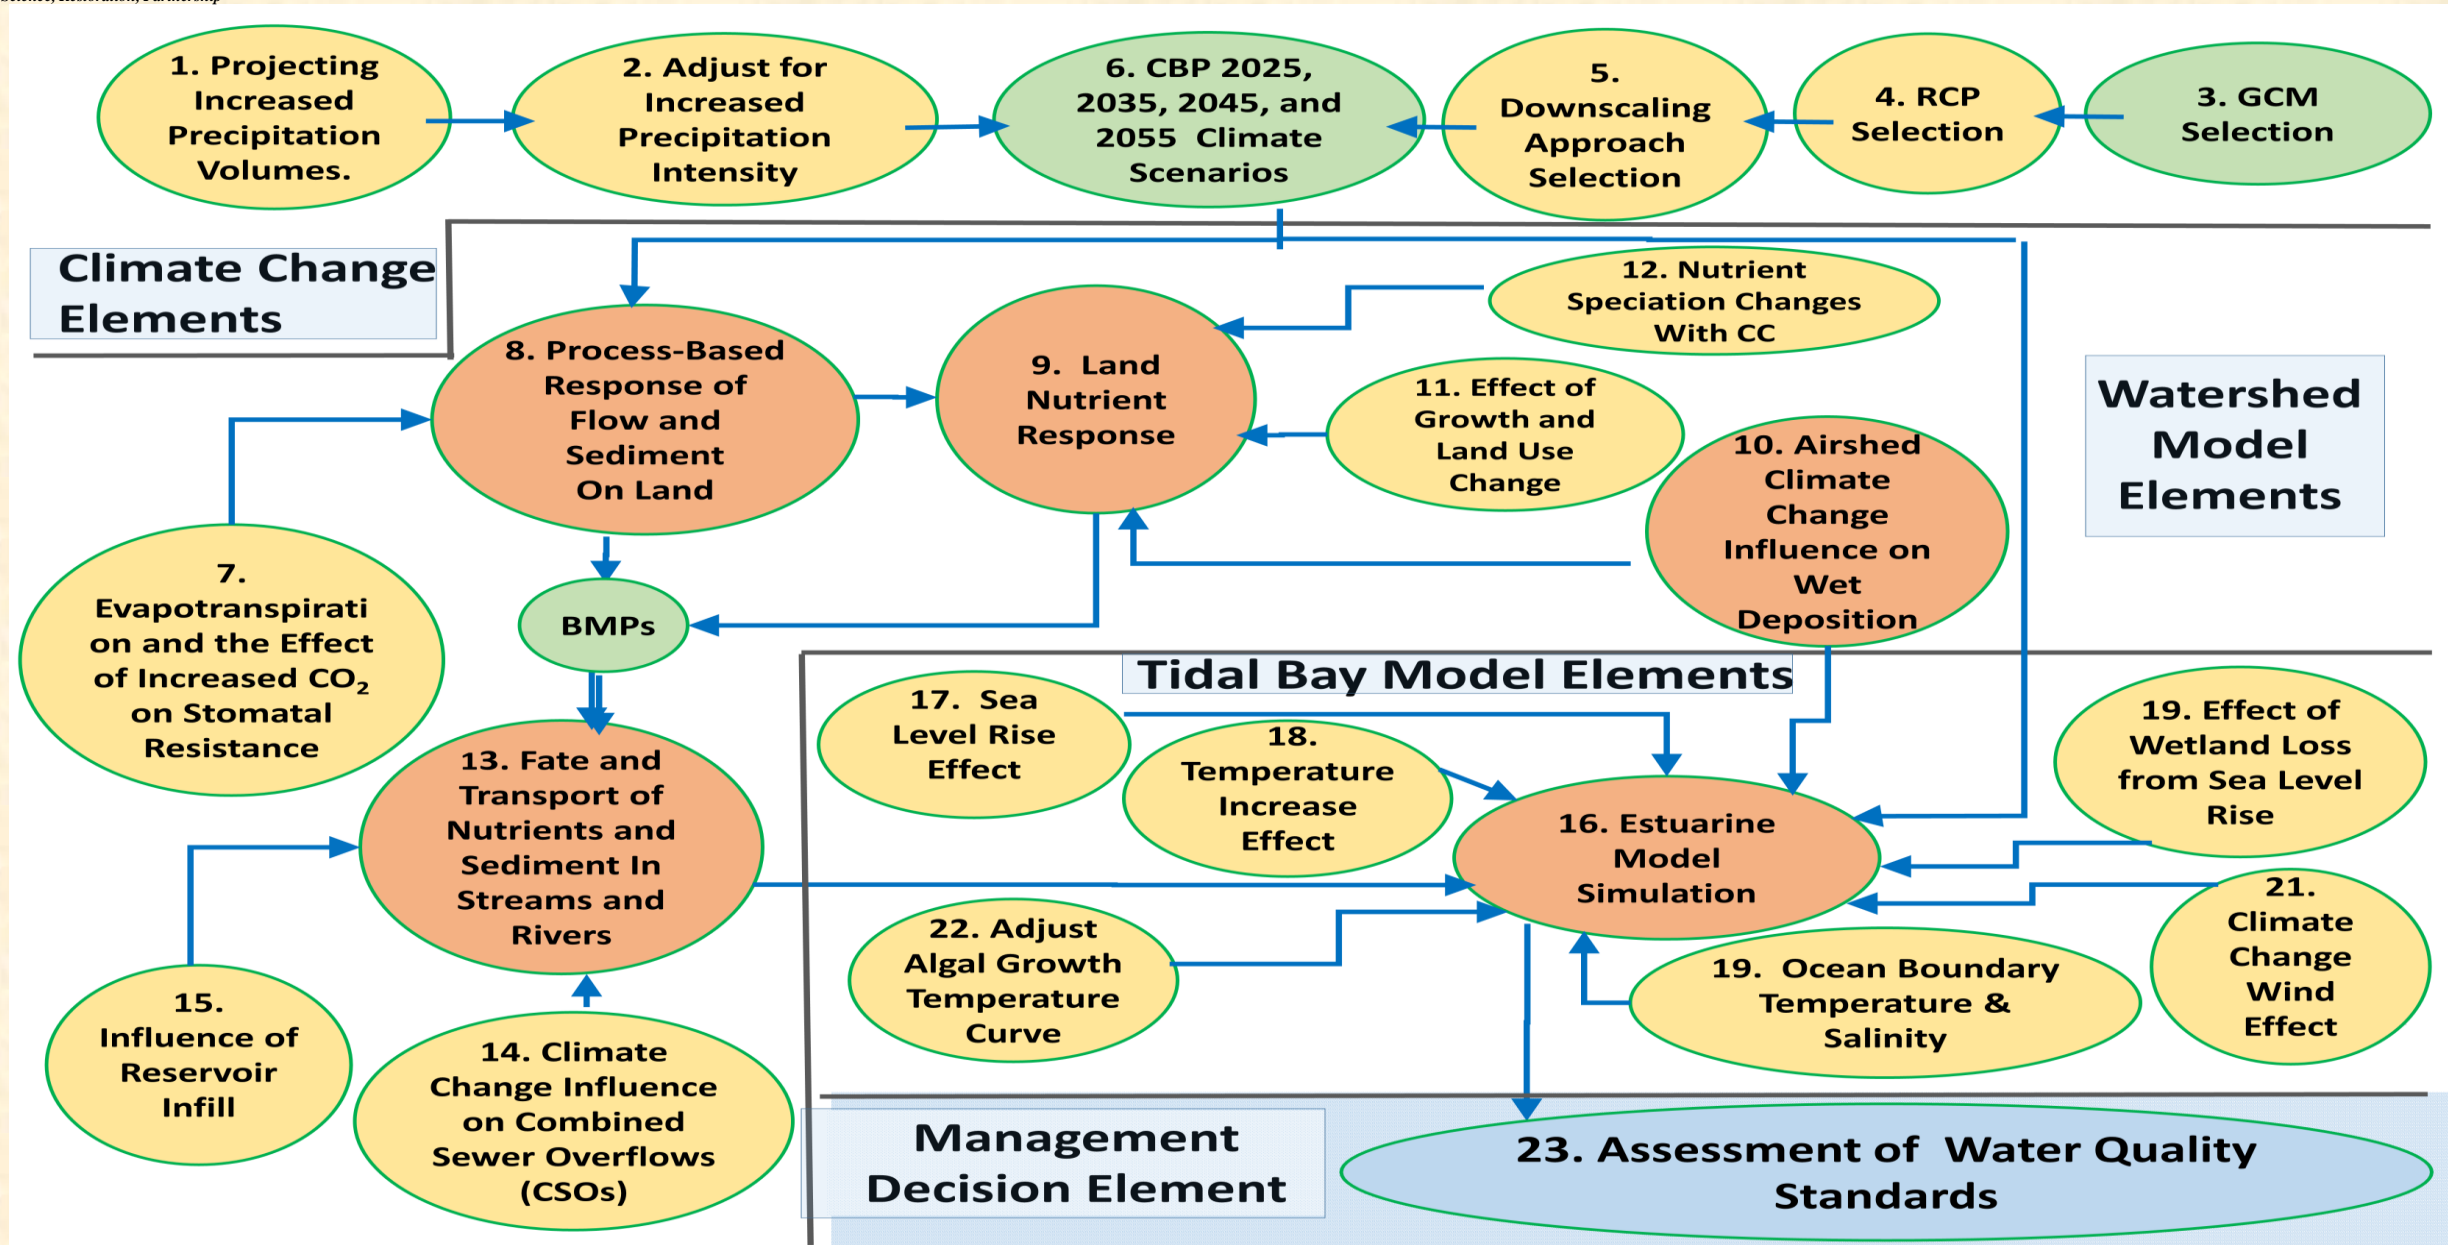 Science, Restoration, Partnership
1. Projecting
Increased
Precipitation
Volumes.
2. Adjust for
Increased
Precipitation
Intensity
6. CBP 2025,
2035, 2045, and
2055 Climate
Scenarios
5.
Downscaling
Approach
Selection
4. RCP
Selection
3. GCM
Selection
Climate Change
Elements
12. Nutrient
Speciation Changes
With CC
8. Process-Based
Response of
Flow and
Sediment
On Land
9. Land
Nutrient
Response
11. Effect of
Growth and
Land Use
Change
10. Airshed
Climate
Change
Influence on
Wet
Deposition
Watershed
Model
Elements
7.
Evapotranspirati
on and the Effect
of Increased CO₂
on Stomatal
Resistance
BMPs
Tidal Bay Model Elements
17. Sea
Level Rise
Effect
18.
Temperature
Increase
Effect
19. Effect of
Wetland Loss
from Sea Level
Rise
13. Fate and
Transport of
Nutrients and
Sediment In
Streams and
Rivers
16. Estuarine
Model
Simulation
22. Adjust
Algal Growth
Temperature
Curve
19. Ocean Boundary
Temperature &
Salinity
21.
Climate
Change
Wind
Effect
15.
Influence of
Reservoir
Infill
14. Climate
Change Influence
on Combined
Sewer Overflows
(CSOs)
Management
Decision Element
23. Assessment of Water Quality
Standards